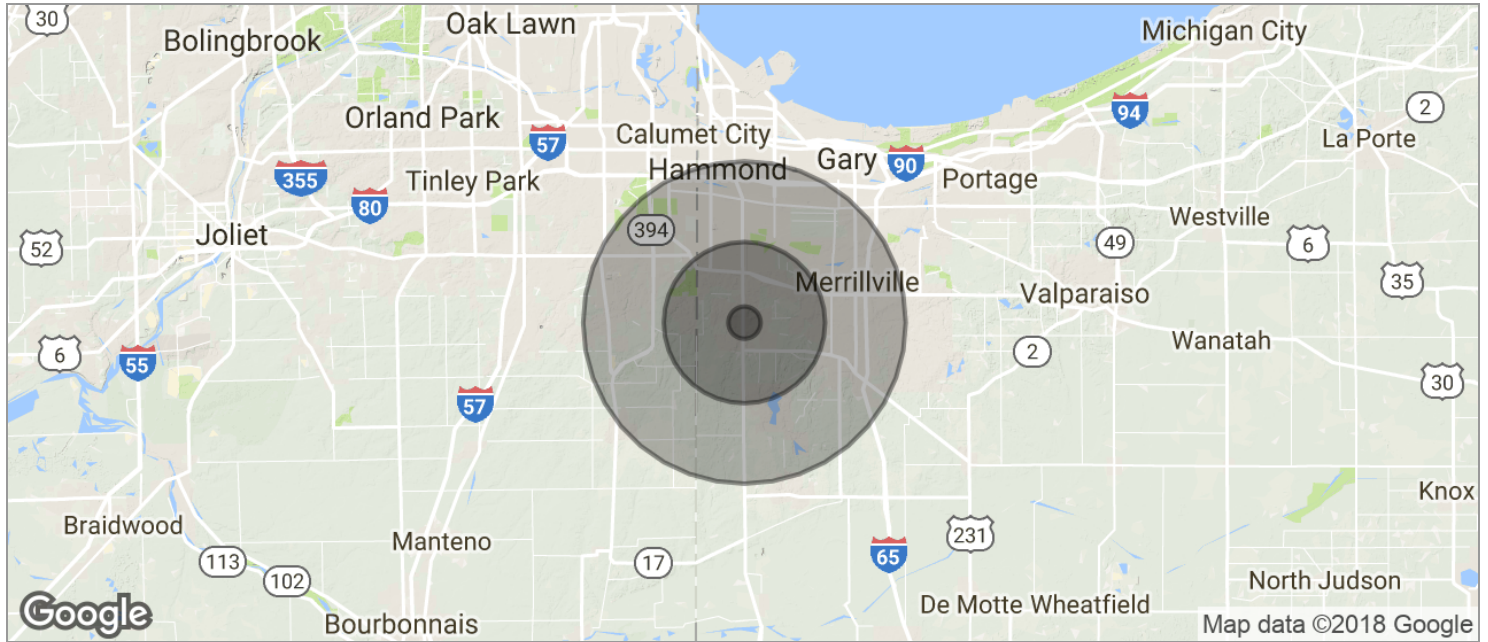 30
Bolingbrook
Oak Lawn
Michigan City
94
2
Orland Park
57
Calumet City
La Porte
Hammond
Gary
90
355
Tinley Park
Portage
80
Westville
394
Joliet
52
49
6
Merrillville
35
Valparaiso
6
55
2
Wanatah
30
57
Knox
Braidwood
Manteno
231
113
17
65
102
North Judson
De Motte Wheatfield
Google
Bourbonnais
Map data ©2018 Google